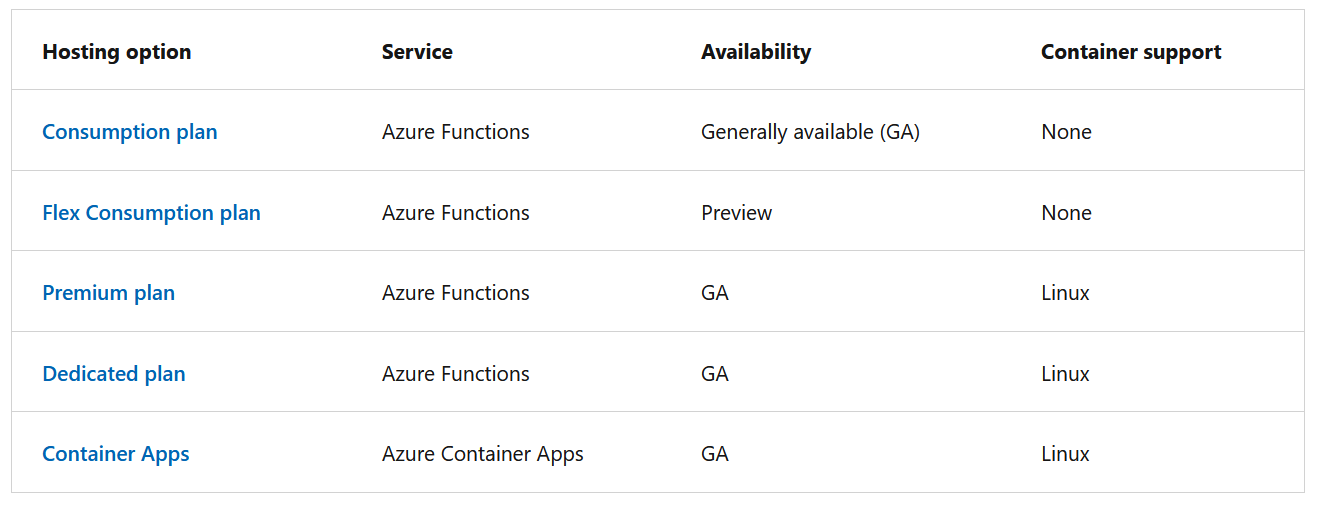 Hosting option Service Availability Container support
Consumption plan Azure Functions Generally available (GA) None
Flex Consumption plan Azure Functions Preview None
Premium plan Azure Functions GA Linux
Dedicated plan Azure Functions GA Linux
Container Apps Azure Container Apps GA Linux